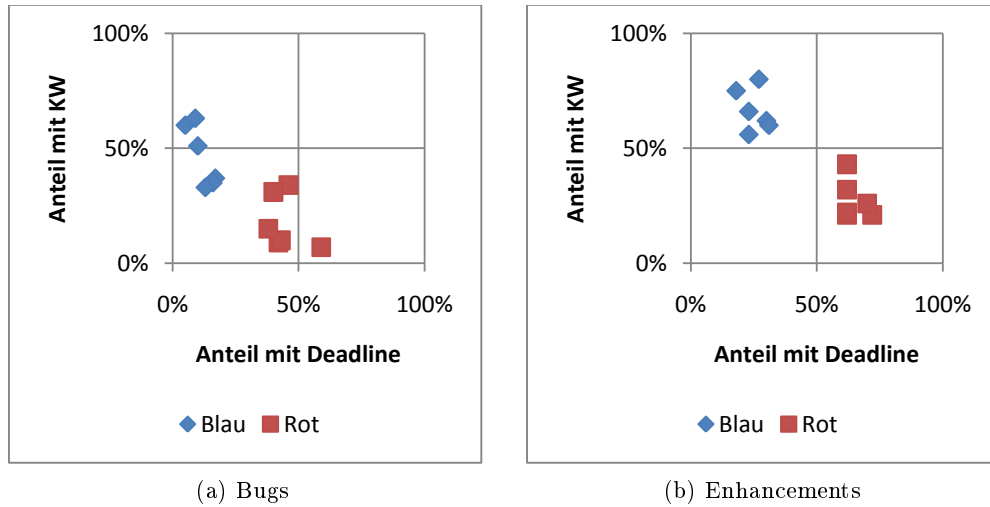 100%
50%
0%
Anteil mit KW
0% 50% 100%
Anteil mit Deadline
Blau Rot
(a) Bugs
100%
50%
0%
Anteil mit KW
0% 50% 100%
Anteil mit Deadline
Blau Rot
(b) Enhancements